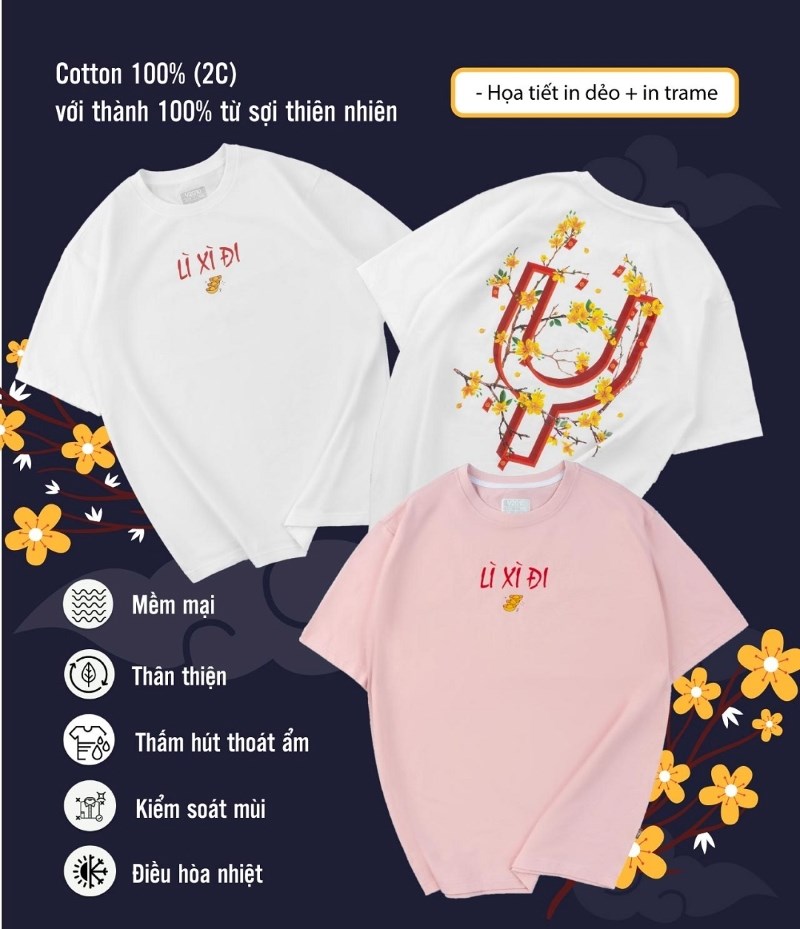 Cotton 100% (2C)
với thành 100% từ sợi thiên nhiên
- Họa tiết in dẻo + in trame
LÌ XÌ ĐI
LÌ XÌ ĐI
Mềm mại
Thân thiện
Thấm hút thoát ẩm
Kiểm soát mùi
Điều hòa nhiệt